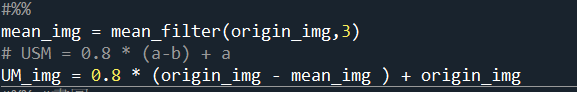 #%%
mean_img = mean_filter(origin_img,3)
# USM = 0.8 * (a-b) + a
UM_img = 0.8 * (origin_img - mean_img ) + origin_img